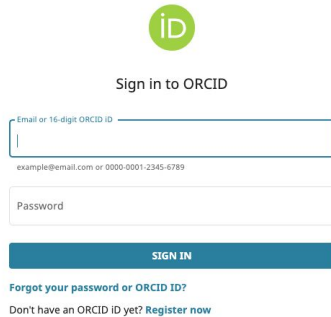 iD
Sign in to ORCID
Email or 16-digit ORCID iD
example@email.com or 0000-0001-2345-6789
Password
SIGN IN
Forgot your password or ORCID ID?
Don't have an ORCID iD yet? Register now